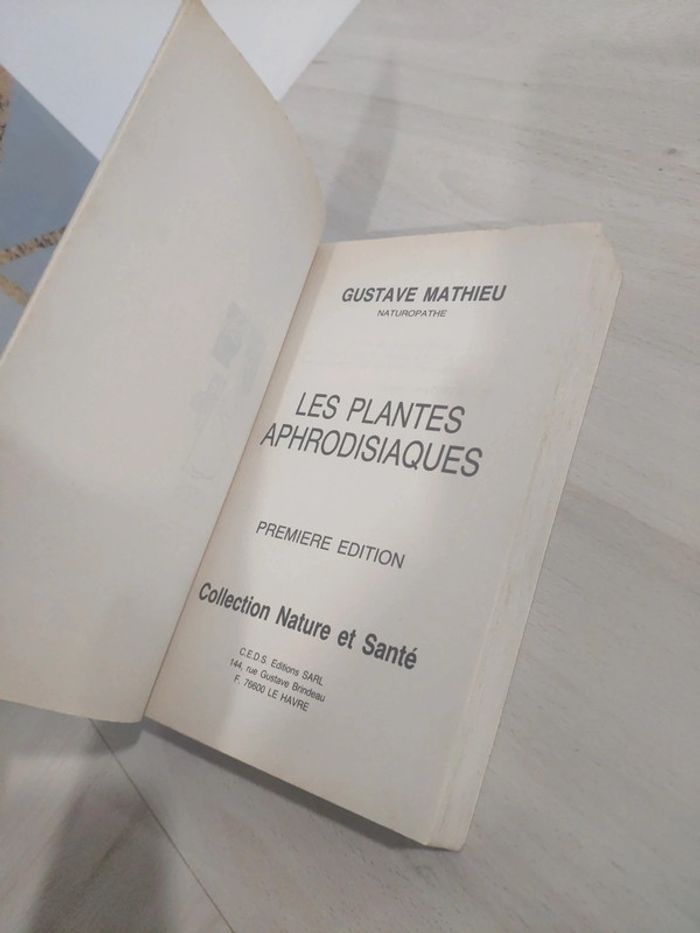 GUSTAVE MATHIEU
NATUROPATHE
LES PLANTES
APHRODISIAQUES
PREMIERE EDITION
Collection Nature et Santé
C.E.D.S. Editions SARL
144, rue Gustave Brindeau
F. 76600 LE HAVRE